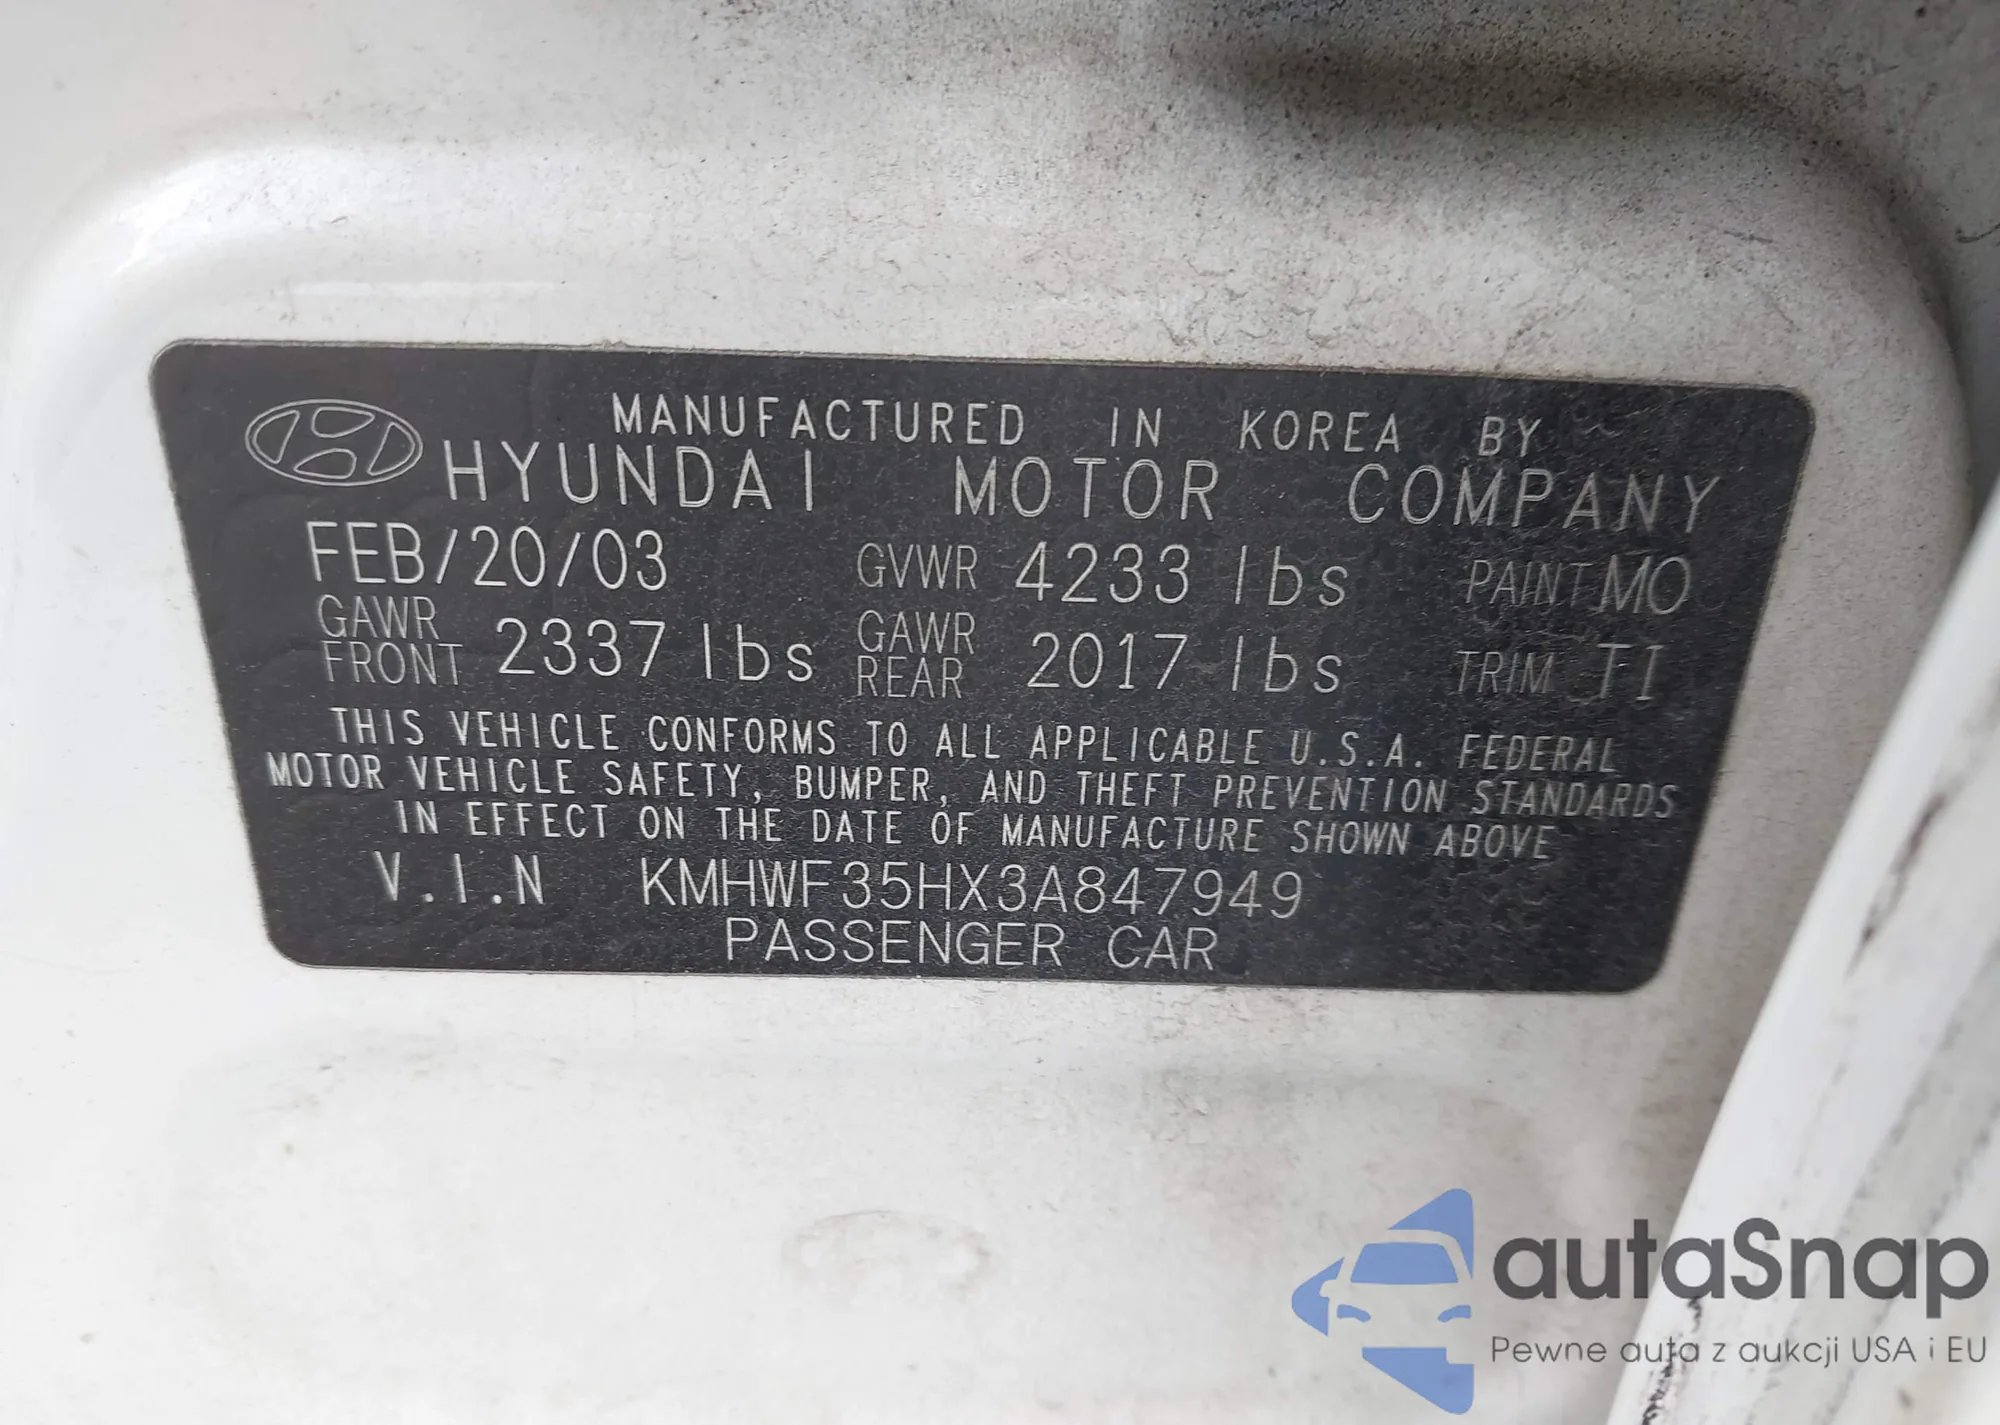 MANUFACTURED IN KOREA BY
HYUNDAI MOTOR COMPANY
FEB/20/03 GVWR 4233 lbs PAINT MO
GAWR FRONT 2337 lbs GAWR REAR 2017 lbs TRIM TI
THIS VEHICLE CONFORMS TO ALL APPLICABLE U.S.A. FEDERAL
MOTOR VEHICLE SAFETY, BUMPER, AND THEFT PREVENTION STANDARDS
IN EFFECT ON THE DATE OF MANUFACTURE SHOWN ABOVE
V.I.N KMHWF35HX3A847949
PASSENGER CAR
autaSnap
Pewne auta z aukcji USA i EU